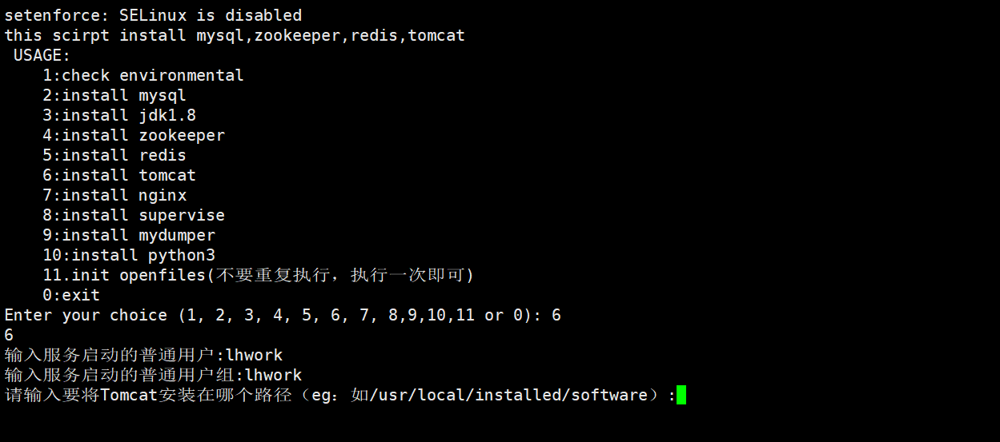 setenforce: SELinux is disabled
this scirpt install mysql,zookeeper,redis,tomcat
USAGE:
1:check environmental
2:install mysql
3:install jdk1.8
4:install zookeeper
5:install redis
6:install tomcat
7:install nginx
8:install supervise
9:install mydumper
10:install python3
11.init openfiles(不要重复执行，执行一次即可)
0:exit
Enter your choice (1, 2, 3, 4, 5, 6, 7, 8,9,10,11 or 0): 6
6
输入服务启动的普通用户:lhwork
输入服务启动的普通用户组:lhwork
请输入要将Tomcat安装在哪个路径（eg：如/usr/local/installed/software）: